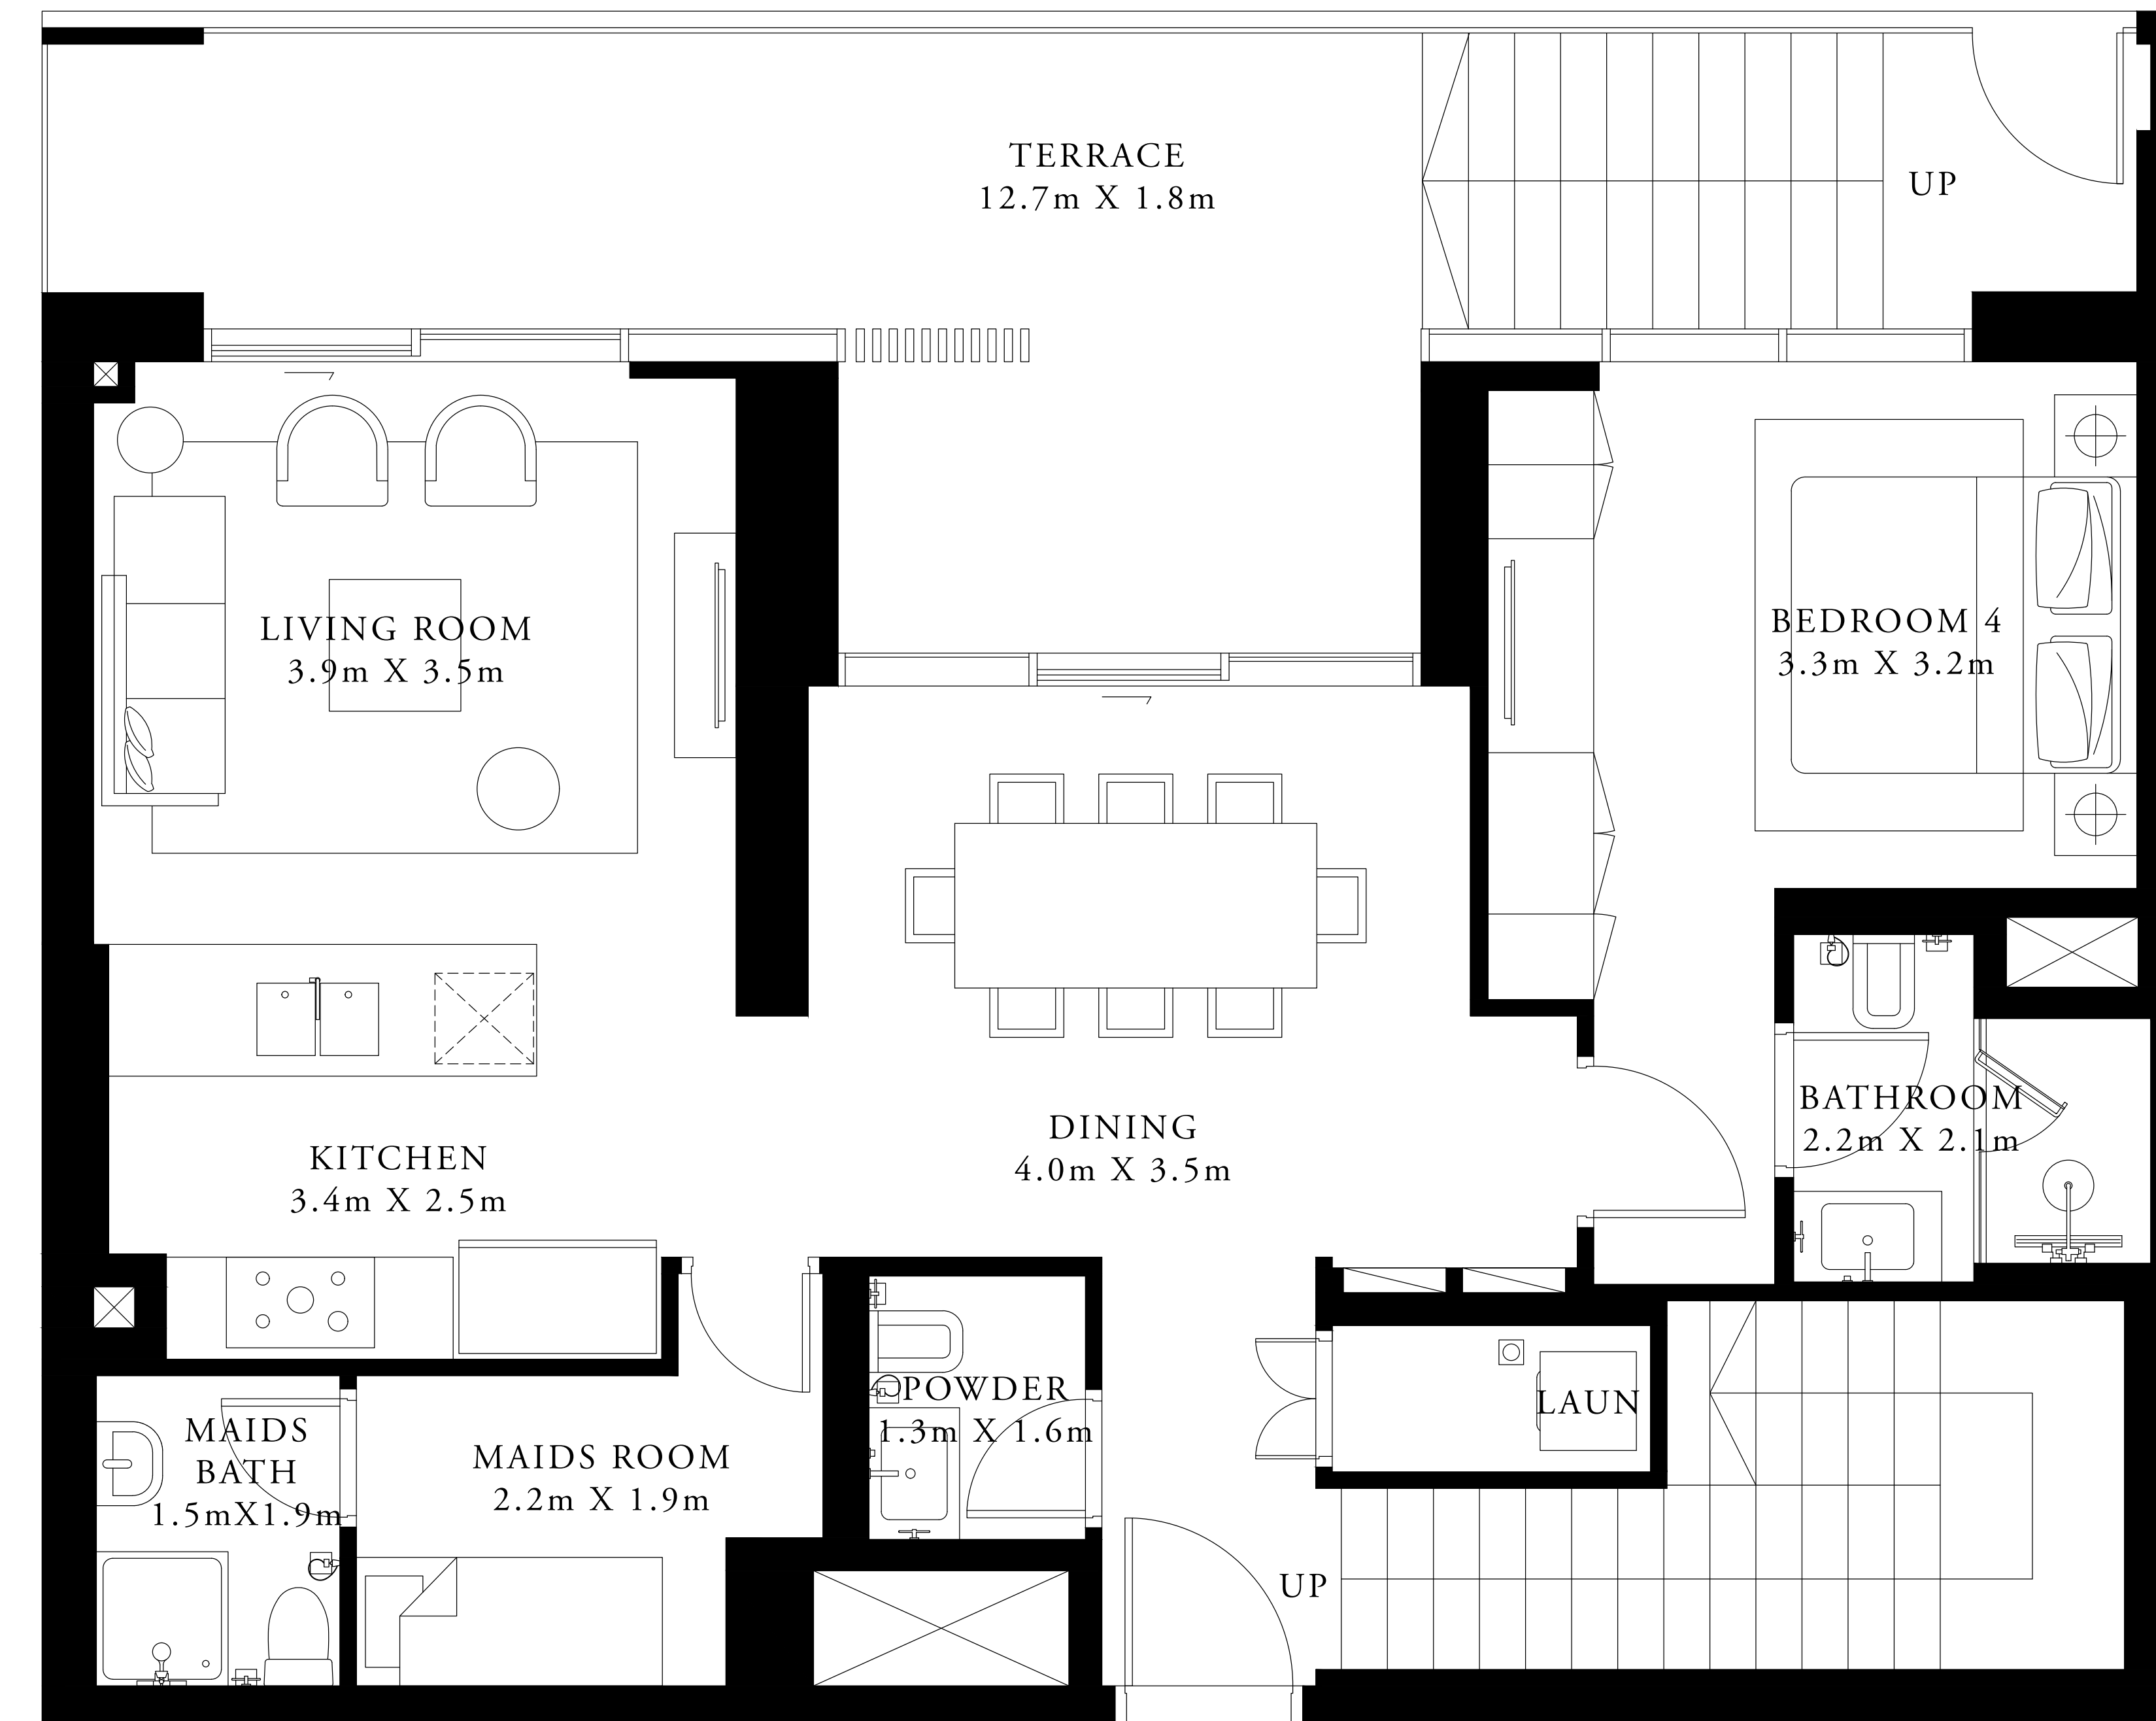 TERRACE
12.7m X 1.8m
UP
LIVING ROOM
3.9m X 3.5m
BEDROOM 4
3.3m X 3.2m
BATHROOM
2.2m X 2.1m
DINING
4.0m X 3.5m
KITCHEN
3.4m X 2.5m
POWDER
1.3m X 1.6m
LAUN
MAIDS
BATH
1.5mX1.9m
MAIDS ROOM
2.2m X 1.9m
UP